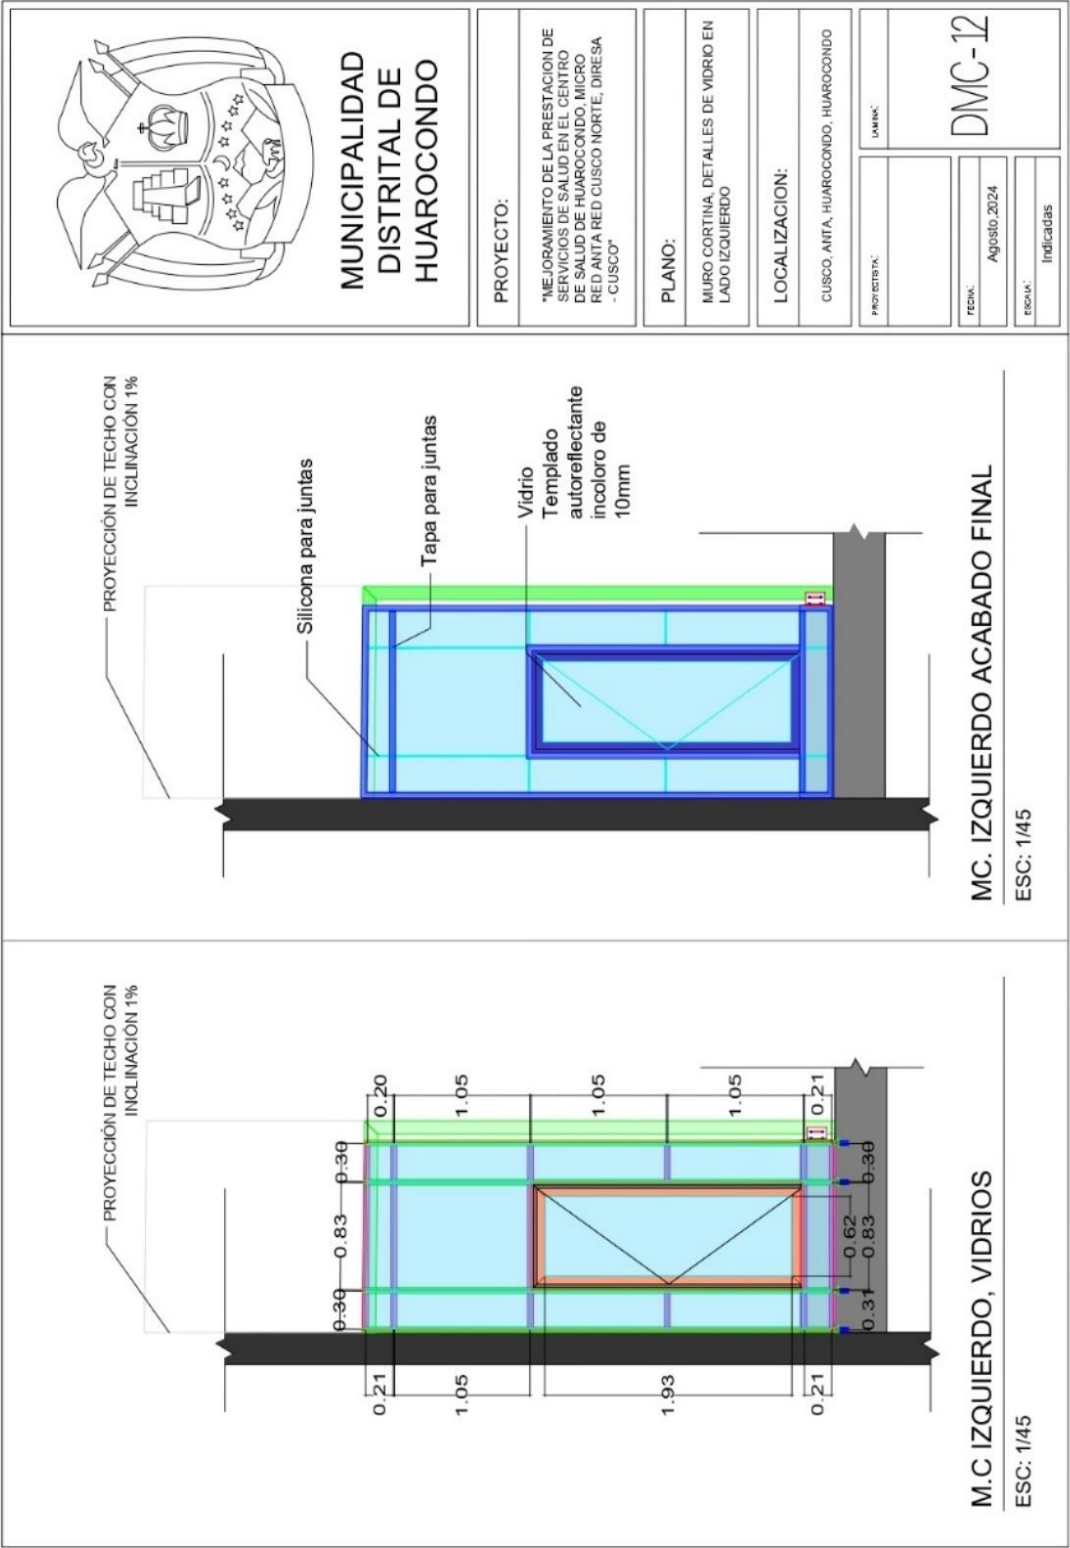 PROYECCIÓN DE TECHO CON
INCLINACIÓN 1%
0.30
0.83
0.30
0.20
1.05
1.05
1.05
0.21
0.21
1.05
1.93
0.21
0.31
0.83
0.30
0.62
M.C IZQUIERDO, VIDRIOS
ESC: 1/45
PROYECCIÓN DE TECHO CON
INCLINACIÓN 1%
Silicona para juntas
Tapa para juntas
Vidrio
Templado
autoreflectante
incoloro de
10mm
MC. IZQUIERDO ACABADO FINAL
ESC: 1/45
MUNICIPALIDAD
DISTRITAL DE
HUAROCONDO
PROYECTO:
"MEJORAMIENTO DE LA PRESTACION DE
SERVICIOS DE SALUD EN EL CENTRO
DE SALUD DE HUAROCONDO, MICRO
RED ANTA RED CUSCO NORTE, DIRESA
- CUSCO"
PLANO:
MURO CORTINA, DETALLES DE VIDRIO EN
LADO IZQUIERDO
LOCALIZACION:
CUSCO, ANTA, HUAROCONDO, HUAROCONDO
PROYECTISTA:
LAMINA:
DMC-12
FECHA:
Agosto,2024
ESCALA:
Indicadas